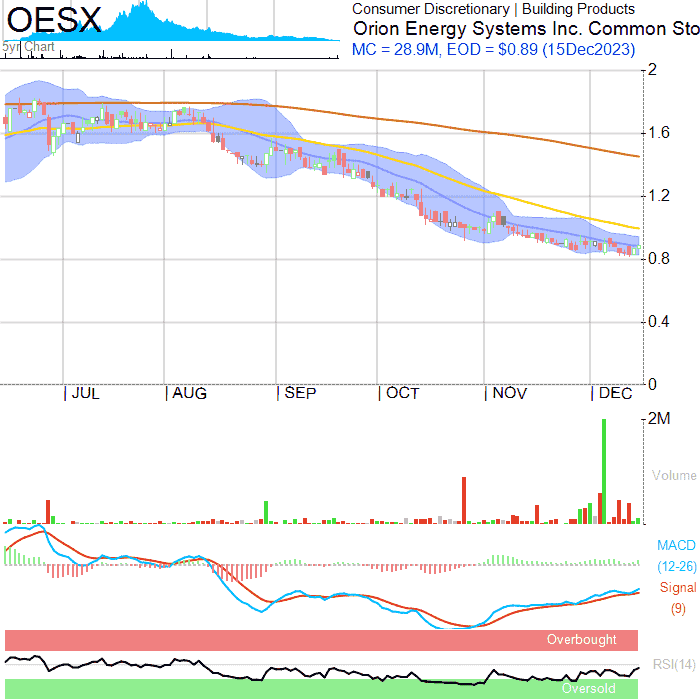 OESX
5yr Chart
Consumer Discretionary | Building Products
Orion Energy Systems Inc. Common Sto
MC = 28.9M, EOD = $0.89 (15Dec2023)
2
1.6
1.2
0.8
0.4
0
JUL AUG SEP OCT NOV DEC
2M
Volume
MACD
(12-26)
Signal
(9)
Overbought
RSI(14)
Oversold